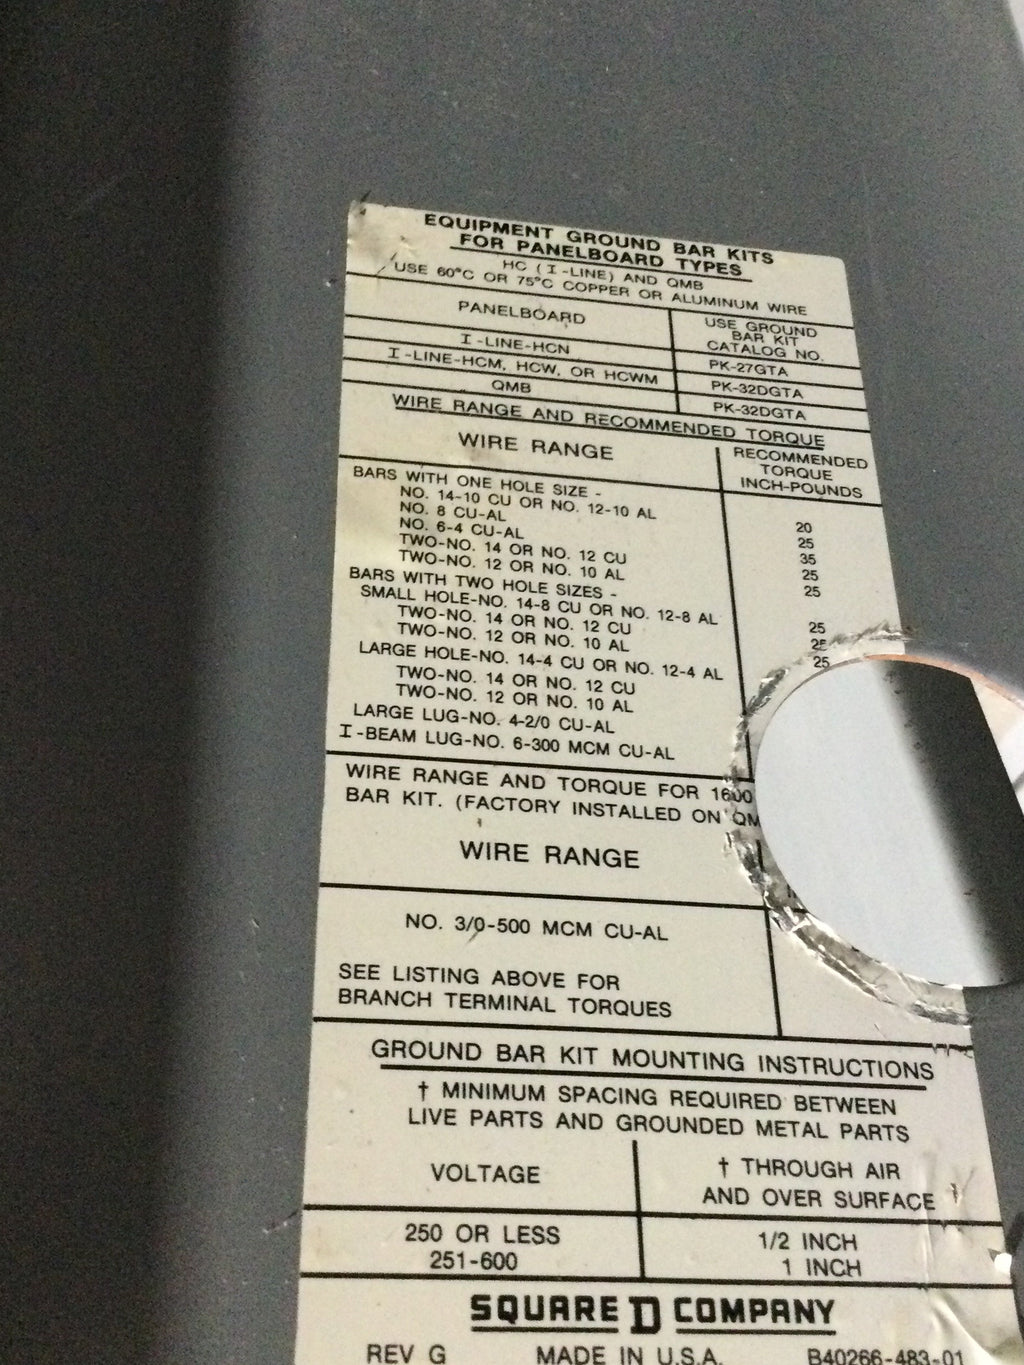 EQUIPMENT GROUND BAR KITS
FOR PANELBOARD TYPES
HC (I-LINE) AND QMB
USE 60°C OR 75°C COPPER OR ALUMINUM WIRE
PANELBOARD
USE GROUND
BAR KIT
CATALOG NO.
I-LINE-HCN PK-27GTA
I-LINE-HCM, HCW, OR HCWM PK-32DGTA
QMB PK-32DGTA
WIRE RANGE AND RECOMMENDED TORQUE
WIRE RANGE
RECOMMENDED
TORQUE
INCH-POUNDS
BARS WITH ONE HOLE SIZE -
NO. 14-10 CU OR NO. 12-10 AL 20
NO. 8 CU-AL 25
NO. 6-4 CU-AL 35
TWO-NO. 14 OR NO. 12 CU 25
TWO-NO. 12 OR NO. 10 AL 25
BARS WITH TWO HOLE SIZES -
SMALL HOLE-NO. 14-8 CU OR NO. 12-8 AL 25
TWO-NO. 14 OR NO. 12 CU 25
TWO-NO. 12 OR NO. 10 AL 25
LARGE HOLE-NO. 14-4 CU OR NO. 12-4 AL
TWO-NO. 14 OR NO. 12 CU
TWO-NO. 12 OR NO. 10 AL
LARGE LUG-NO. 4-2/0 CU-AL
I-BEAM LUG-NO. 6-300 MCM CU-AL
WIRE RANGE AND TORQUE FOR 1600
BAR KIT. (FACTORY INSTALLED ON QM
WIRE RANGE
NO. 3/0-500 MCM CU-AL
SEE LISTING ABOVE FOR
BRANCH TERMINAL TORQUES
GROUND BAR KIT MOUNTING INSTRUCTIONS
† MINIMUM SPACING REQUIRED BETWEEN
LIVE PARTS AND GROUNDED METAL PARTS
VOLTAGE
† THROUGH AIR
AND OVER SURFACE
250 OR LESS 1/2 INCH
251-600 1 INCH
SQUARE D COMPANY
REV G MADE IN U.S.A. B40266-483-01